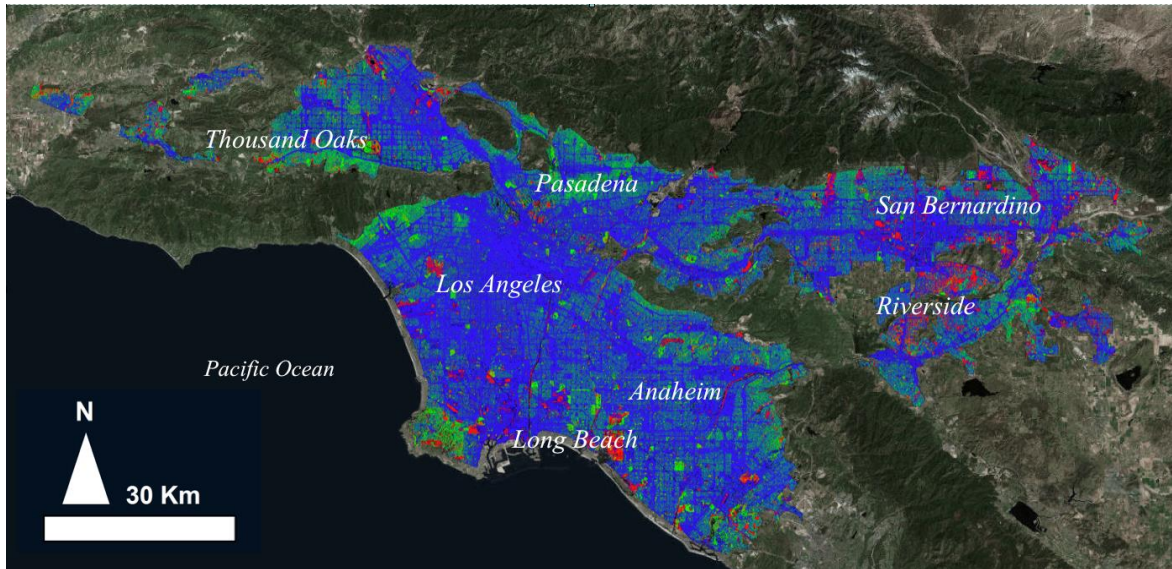 Thousand Oaks
Pasadena
San Bernardino
Los Angeles
Riverside
Pacific Ocean
Anaheim
N
Long Beach
30 Km